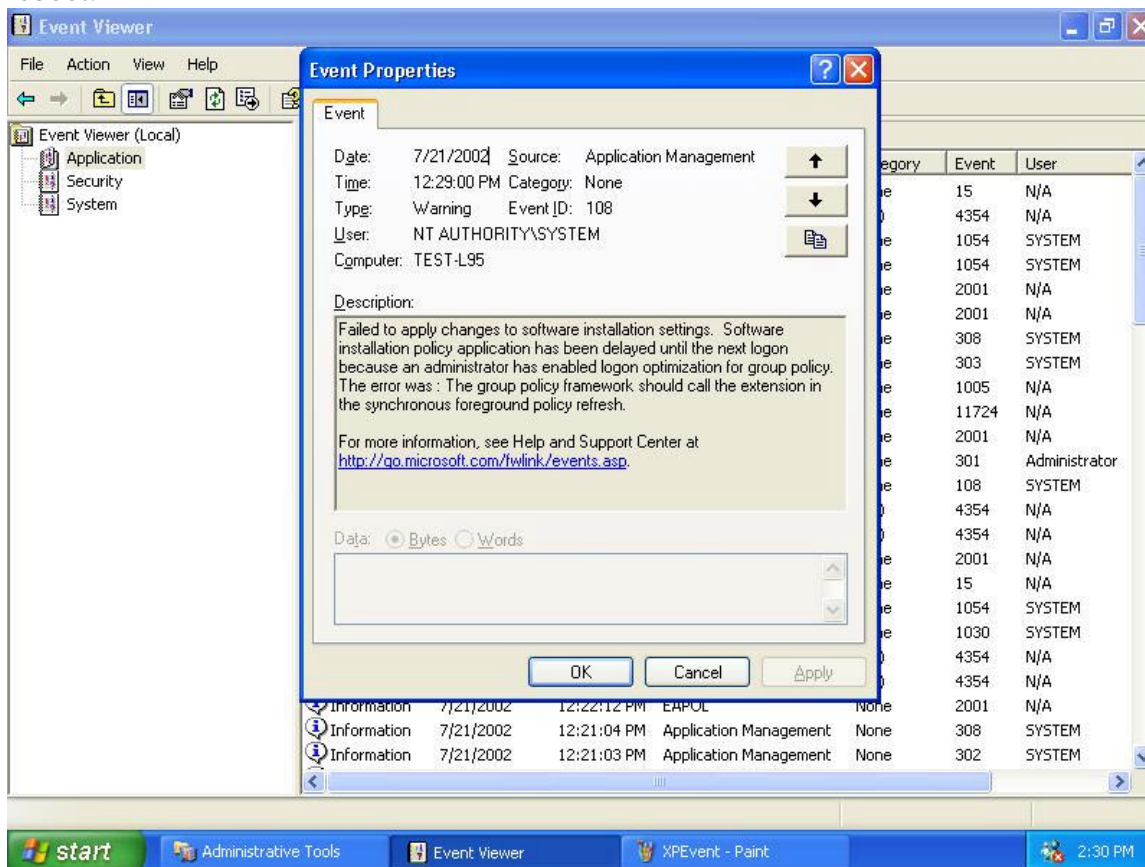 Event Viewer
File Action View Help
Event Viewer (Local)
Application
Security
System
Event Properties
Event
Date: 7/21/2002 Source: Application Management
Time: 12:29:00 PM Category: None
Type: Warning Event ID: 108
User: NT AUTHORITY\SYSTEM
Computer: TEST-L95
Description:
Failed to apply changes to software installation settings. Software
installation policy application has been delayed until the next logon
because an administrator has enabled logon optimization for group policy.
The error was : The group policy framework should call the extension in
the synchronous foreground policy refresh.
For more information, see Help and Support Center at
http://go.microsoft.com/fwlink/events.asp.
Data: Bytes Words
OK Cancel Apply
Event User
15 N/A
4354 N/A
1054 SYSTEM
1054 SYSTEM
2001 N/A
2001 N/A
308 SYSTEM
303 SYSTEM
1005 N/A
11724 N/A
2001 N/A
301 Administrator
108 SYSTEM
4354 N/A
4354 N/A
2001 N/A
15 N/A
1054 SYSTEM
1030 SYSTEM
4354 N/A
4354 N/A
Information 7/21/2002 12:22:12 PM EAPOL None 2001 N/A
Information 7/21/2002 12:21:04 PM Application Management None 308 SYSTEM
Information 7/21/2002 12:21:03 PM Application Management None 302 SYSTEM
start Administrative Tools Event Viewer XPEvent - Paint 2:30 PM